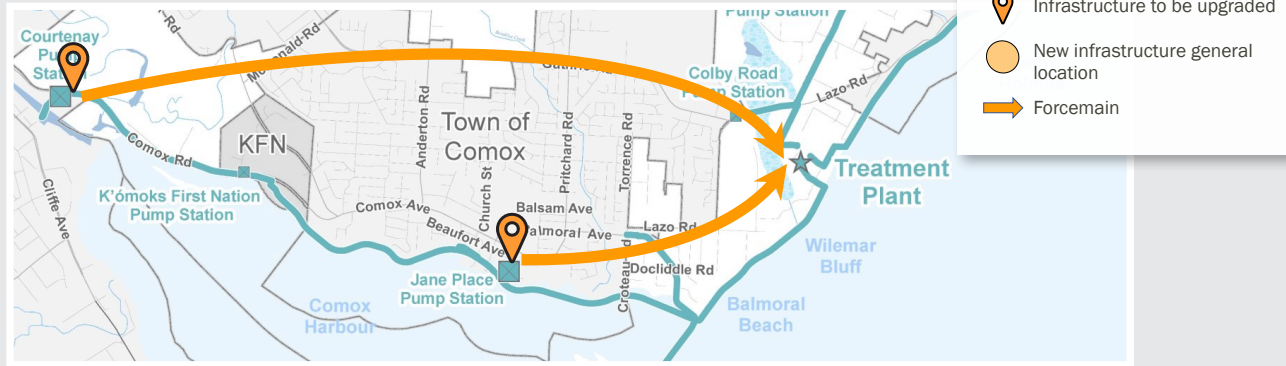 Pump Station
Infrastructure to be upgraded
New infrastructure general
location
Forcemain
Courtenay
Pump
Station
Rd
McDonald-Rd
Guthrie Rd
Colby Road
Pump Station
Lazo-Rd
Comox Rd
KFN
Anderton Rd
Town of
Comox
Pritchard Rd
Torrence Rd
Treatment
Plant
K'ómoks First Nation
Pump Station
Cliffe Ave
Church St
Comox Ave
Balsam Ave
Beaufort Ave
Balmoral Ave
Lazo Rd
Wilemar
Bluff
Jane Place
Pump Station
Docliddle Rd
Croteau-d
Comox
Harbour
Balmoral
Beach